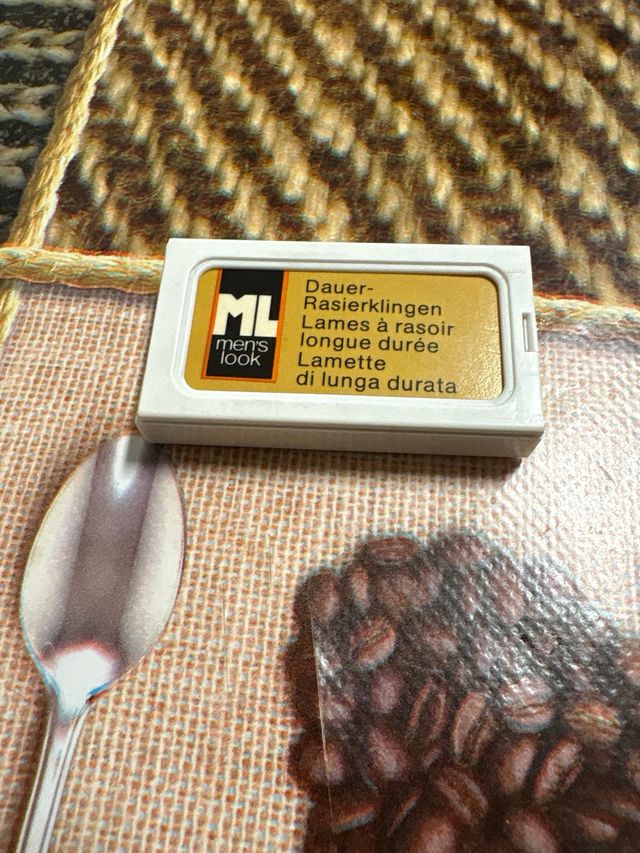 ML
men's
look
Dauer-
Rasierklingen
Lames à rasoir
longue durée
Lamette
di lunga durata